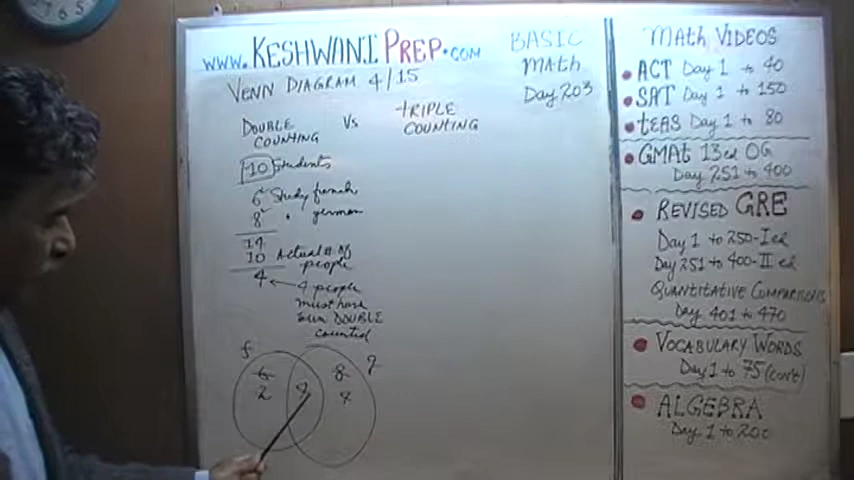 www.KESHWANIPREP.com
VENN DIAGRAM 4/15
BASIC
Math
Day 203
DOUBLE
COUNTING
Vs
TRIPLE
COUNTING
10 Students
6 Study french
8 " german
14
10 Actual # of
people
4
4 people
must have
been DOUBLE
counted
f
g
6
2
4
8
4
Math VIDEOS
ACT Day 1 to 40
SAT Day 1 to 150
tEAS Day 1 to 80
GMAt 13ed OG
Day 251 to 400
REVISED GRE
Day 1 to 250-I ed
Day 251 to 400-II ed
QUANTITATIVE COMPARISONS
Day 401 to 470
VOCABULARY WORDS
Day 1 to 75 (con't)
ALGEBRA
Day 1 to 200